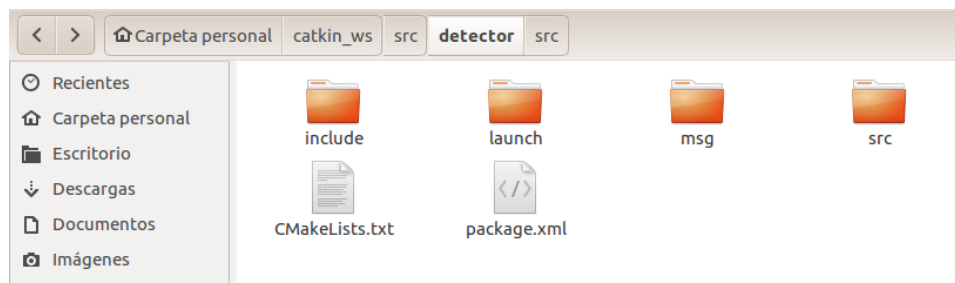 Carpeta personal catkin_ws src detector src
Recientes
Carpeta personal
Escritorio
Descargas
Documentos
Imágenes
include launch msg src
CMakeLists.txt package.xml